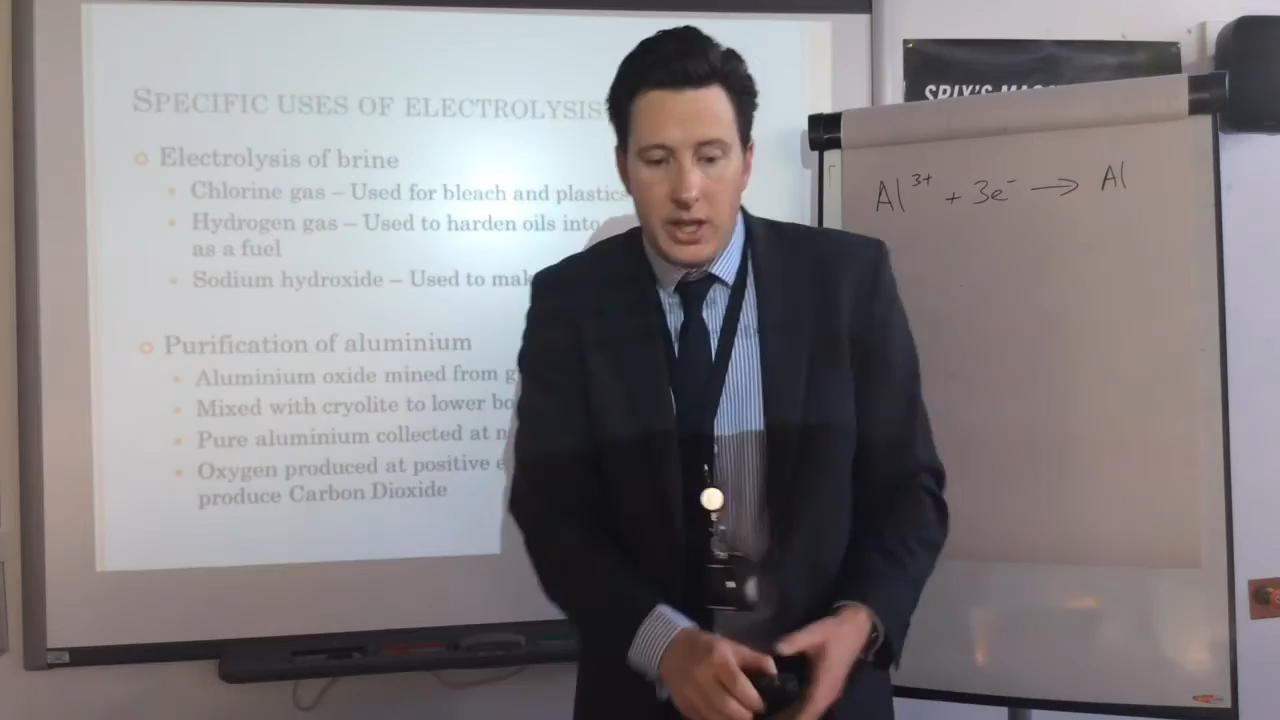 SPECIFIC USES OF ELECTROLYSIS
Electrolysis of brine
Chlorine gas – Used for bleach and plastics
Hydrogen gas – Used to harden oils into
as a fuel
Sodium hydroxide – Used to
Purification of aluminium
Aluminium oxide mined from
Mixed with cryolite to lower
Pure aluminium collected at
Oxygen produced at positive
produce Carbon Dioxide
SPIX'S
Al³⁺ + 3e⁻ → Al